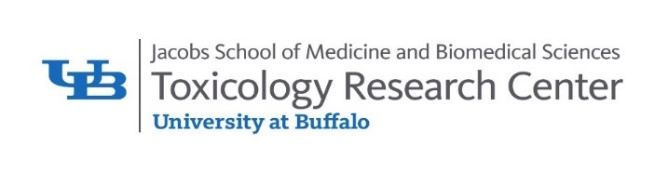 UB
Jacobs School of Medicine and Biomedical Sciences
Toxicology Research Center
University at Buffalo